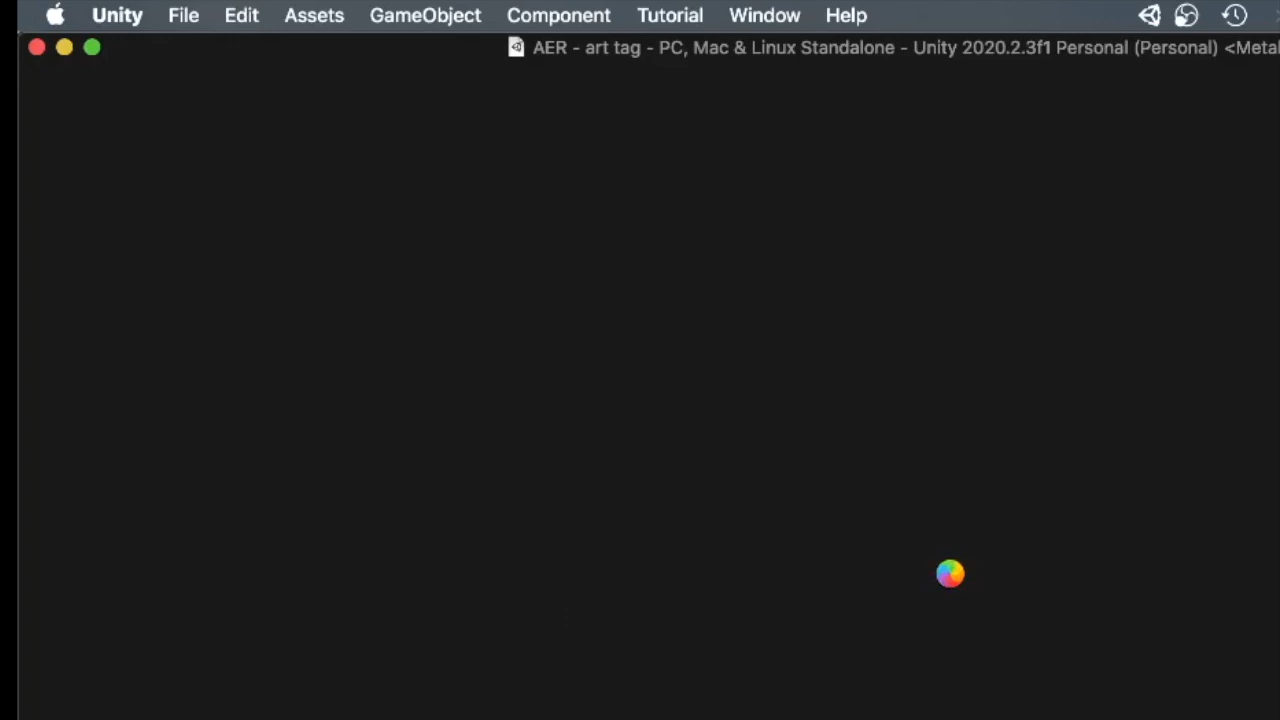 Unity File Edit Assets GameObject Component Tutorial Window Help
AER - art tag - PC, Mac & Linux Standalone - Unity 2020.2.3f1 Personal (Personal) <Metal